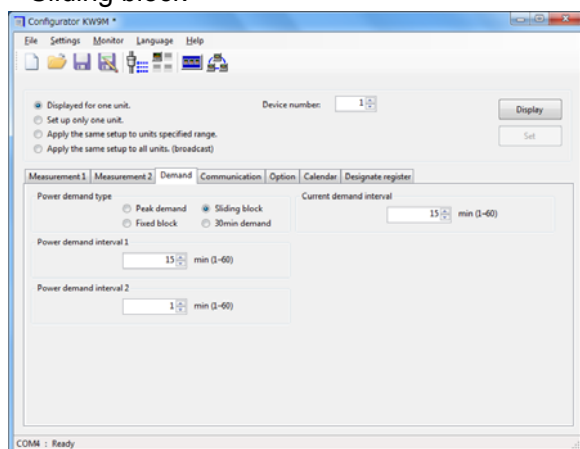 Sliding block
Configurator KW9M *
File Settings Monitor Language Help
Displayed for one unit.
Device number: 1
Display
Set up only one unit.
Apply the same setup to units specified range.
Set
Apply the same setup to all units. (broadcast)
Measurement 1 Measurement 2 Demand Communication Option Calendar Designate register
Power demand type
Current demand interval
Peak demand Sliding block
15 min (1~60)
Fixed block 30min demand
Power demand interval 1
15 min (1~60)
Power demand interval 2
1 min (1~60)
COM4 : Ready